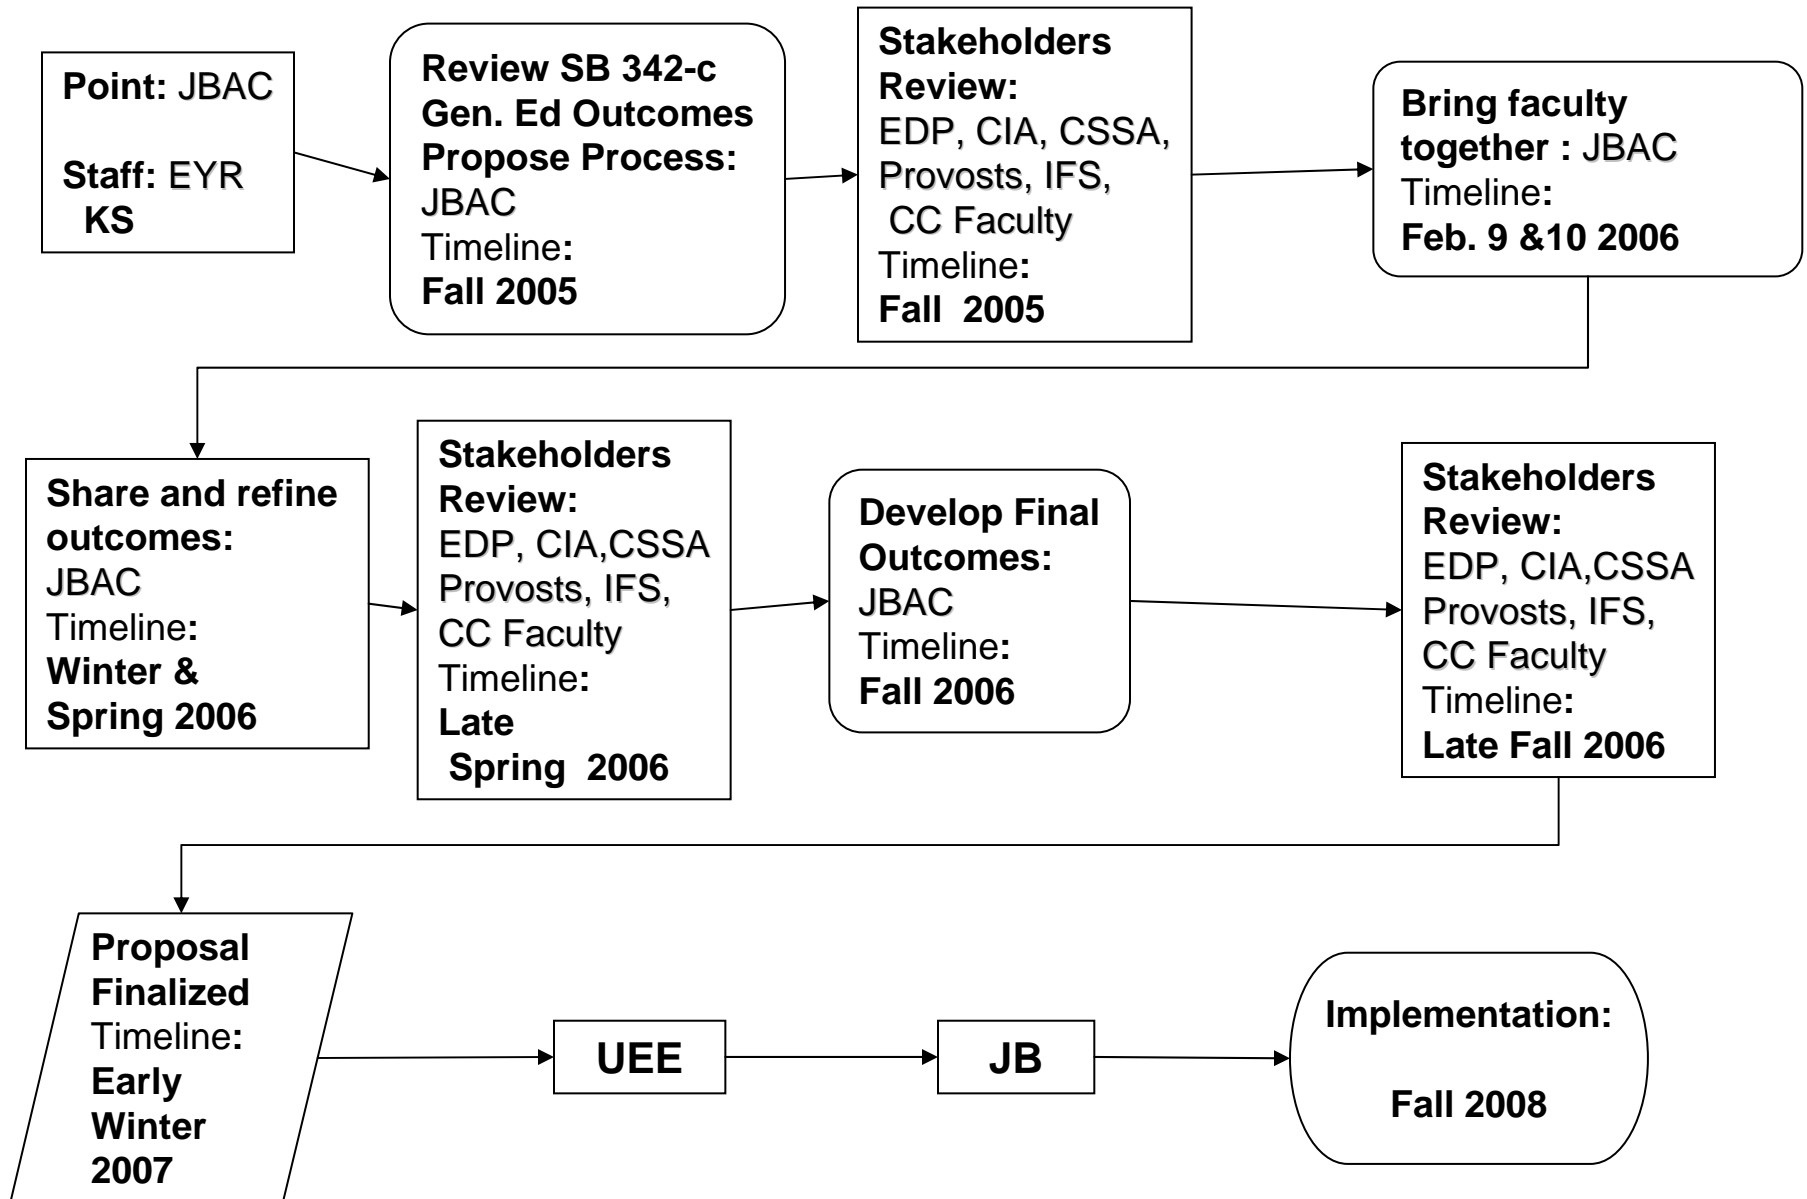 Point: JBAC
Staff: EYR
KS
Review SB 342-c
Gen. Ed Outcomes
Propose Process:
JBAC
Timeline:
Fall 2005
Stakeholders
Review:
EDP, CIA, CSSA,
Provosts, IFS,
CC Faculty
Timeline:
Fall 2005
Bring faculty
together : JBAC
Timeline:
Feb. 9 &10 2006
Share and refine
outcomes:
JBAC
Timeline:
Winter &
Spring 2006
Stakeholders
Review:
EDP, CIA,CSSA
Provosts, IFS,
CC Faculty
Timeline:
Late
Spring 2006
Develop Final
Outcomes:
JBAC
Timeline:
Fall 2006
Stakeholders
Review:
EDP, CIA,CSSA
Provosts, IFS,
CC Faculty
Timeline:
Late Fall 2006
Proposal
Finalized
Timeline:
Early
Winter
2007
UEE
JB
Implementation:
Fall 2008